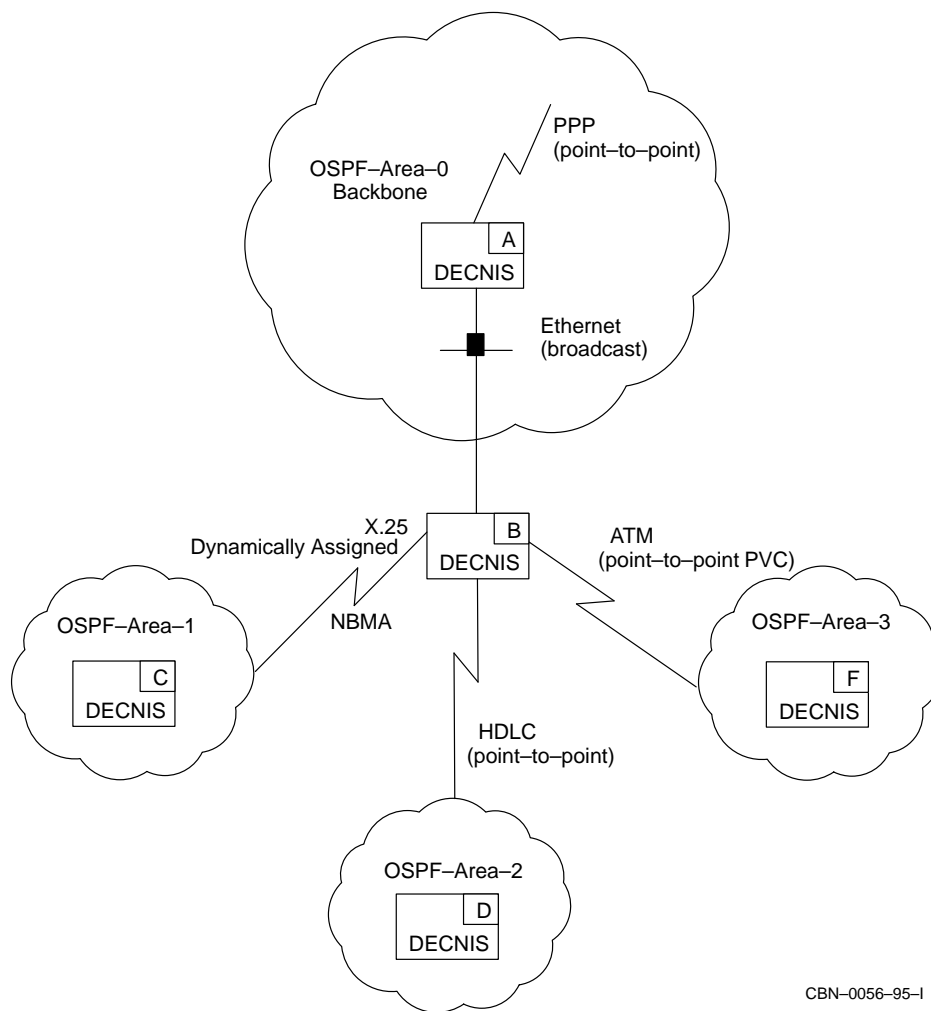 PPP
(point–to–point)
OSPF–Area–0
Backbone
A
DECNIS
Ethernet
(broadcast)
X.25
Dynamically Assigned
NBMA
B
DECNIS
ATM
(point–to–point PVC)
OSPF–Area–1
C
DECNIS
OSPF–Area–3
F
DECNIS
HDLC
(point–to–point)
OSPF–Area–2
D
DECNIS
CBN–0056–95–I